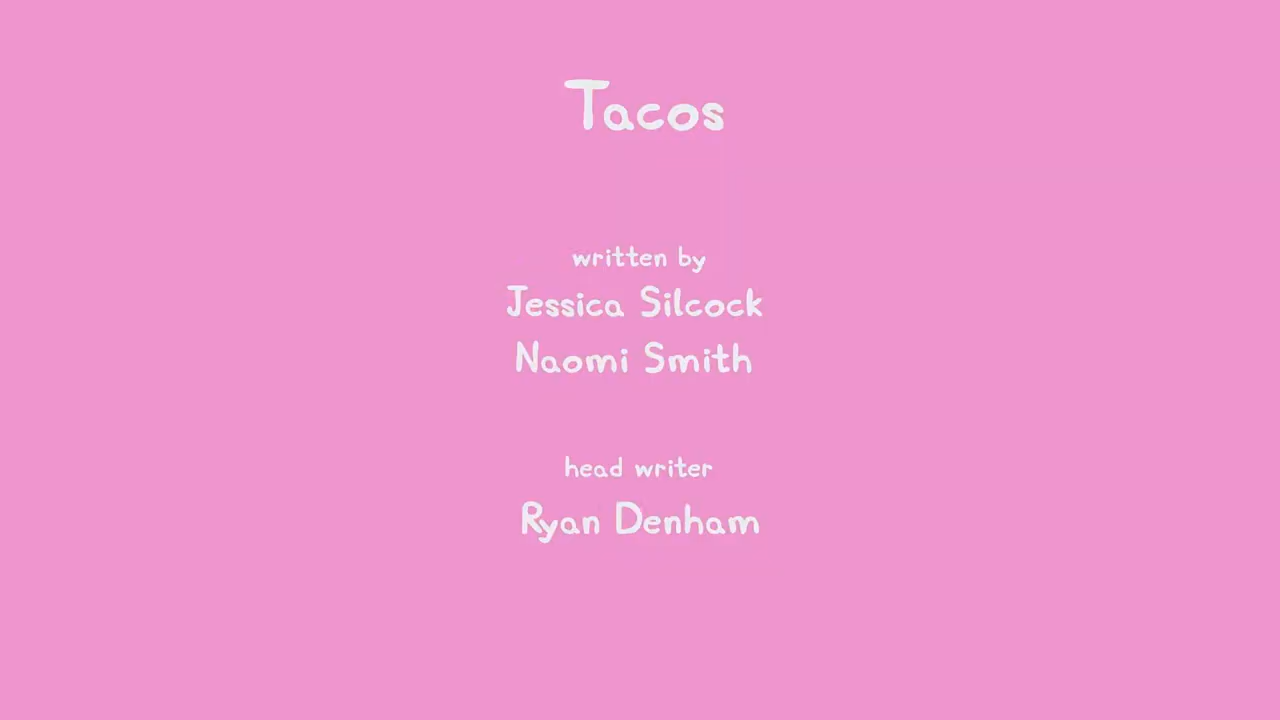 Tacos
written by
Jessica Silcock
Naomi Smith
head writer
Ryan Denham